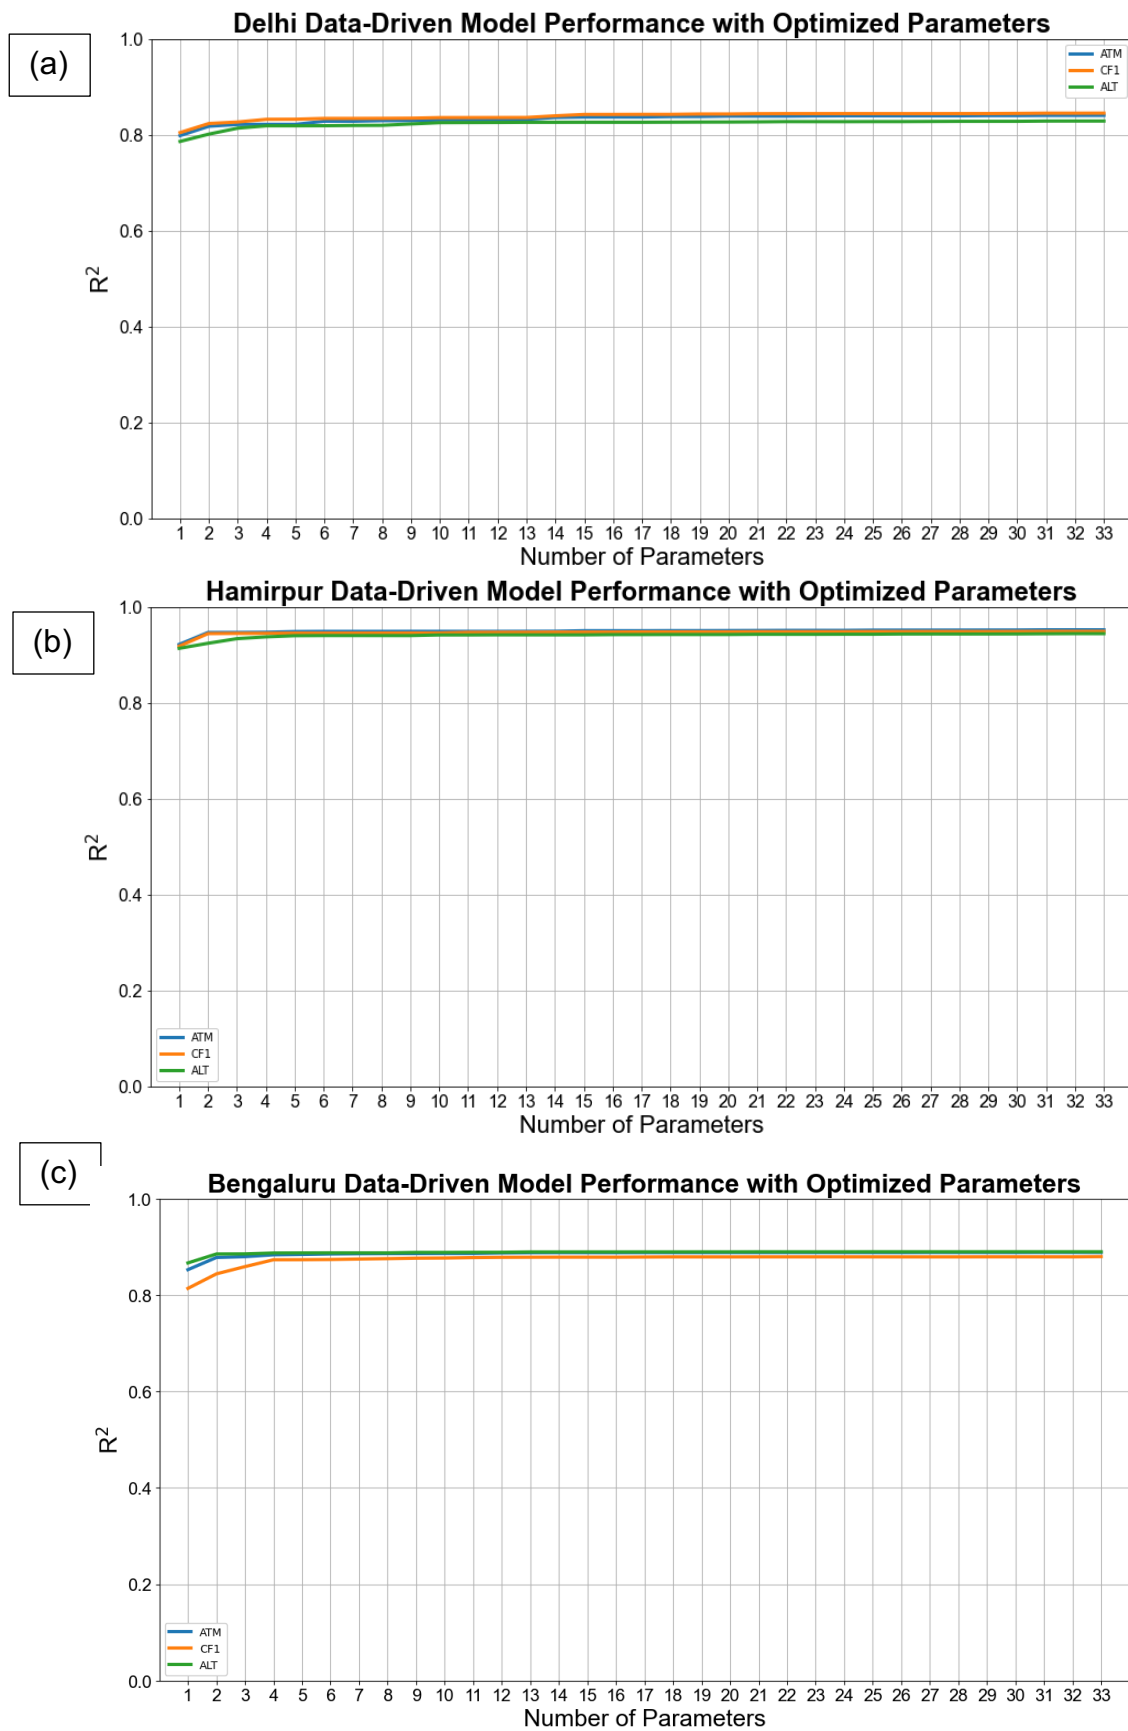 Delhi Data-Driven Model Performance with Optimized Parameters
(a)
1.0
0.8
0.6
0.4
0.2
0.0
R²
ATM
CF1
ALT
1 2 3 4 5 6 7 8 9 10 11 12 13 14 15 16 17 18 19 20 21 22 23 24 25 26 27 28 29 30 31 32 33
Number of Parameters
Hamirpur Data-Driven Model Performance with Optimized Parameters
(b)
1.0
0.8
0.6
0.4
0.2
0.0
R²
ATM
CF1
ALT
1 2 3 4 5 6 7 8 9 10 11 12 13 14 15 16 17 18 19 20 21 22 23 24 25 26 27 28 29 30 31 32 33
Number of Parameters
(c)
Bengaluru Data-Driven Model Performance with Optimized Parameters
1.0
0.8
0.6
0.4
0.2
0.0
R²
ATM
CF1
ALT
1 2 3 4 5 6 7 8 9 10 11 12 13 14 15 16 17 18 19 20 21 22 23 24 25 26 27 28 29 30 31 32 33
Number of Parameters